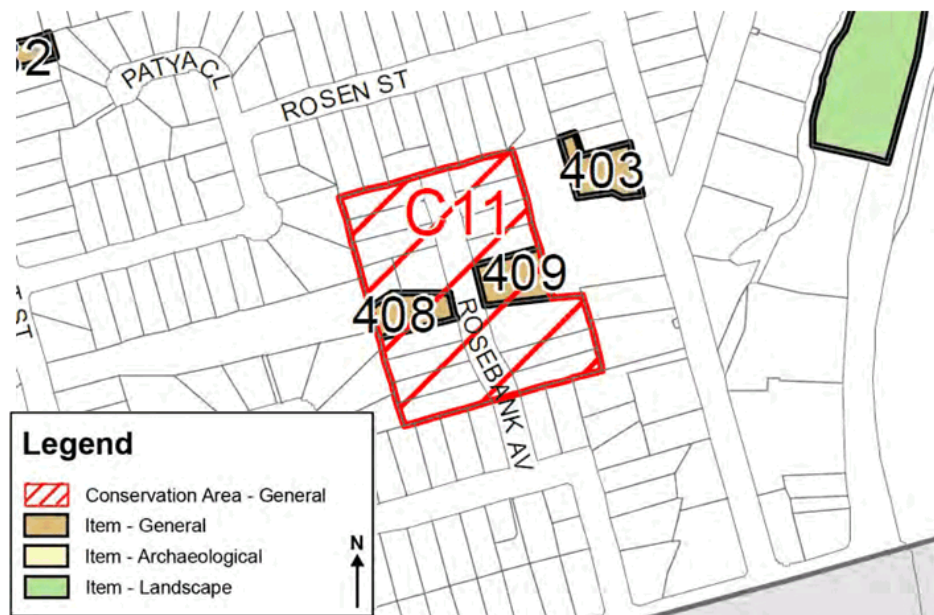 PATYA CL
ROSEN ST
403
C11
409
408
ST
ROSEBANK AV
Legend
Conservation Area - General
Item - General
Item - Archaeological
Item - Landscape
N